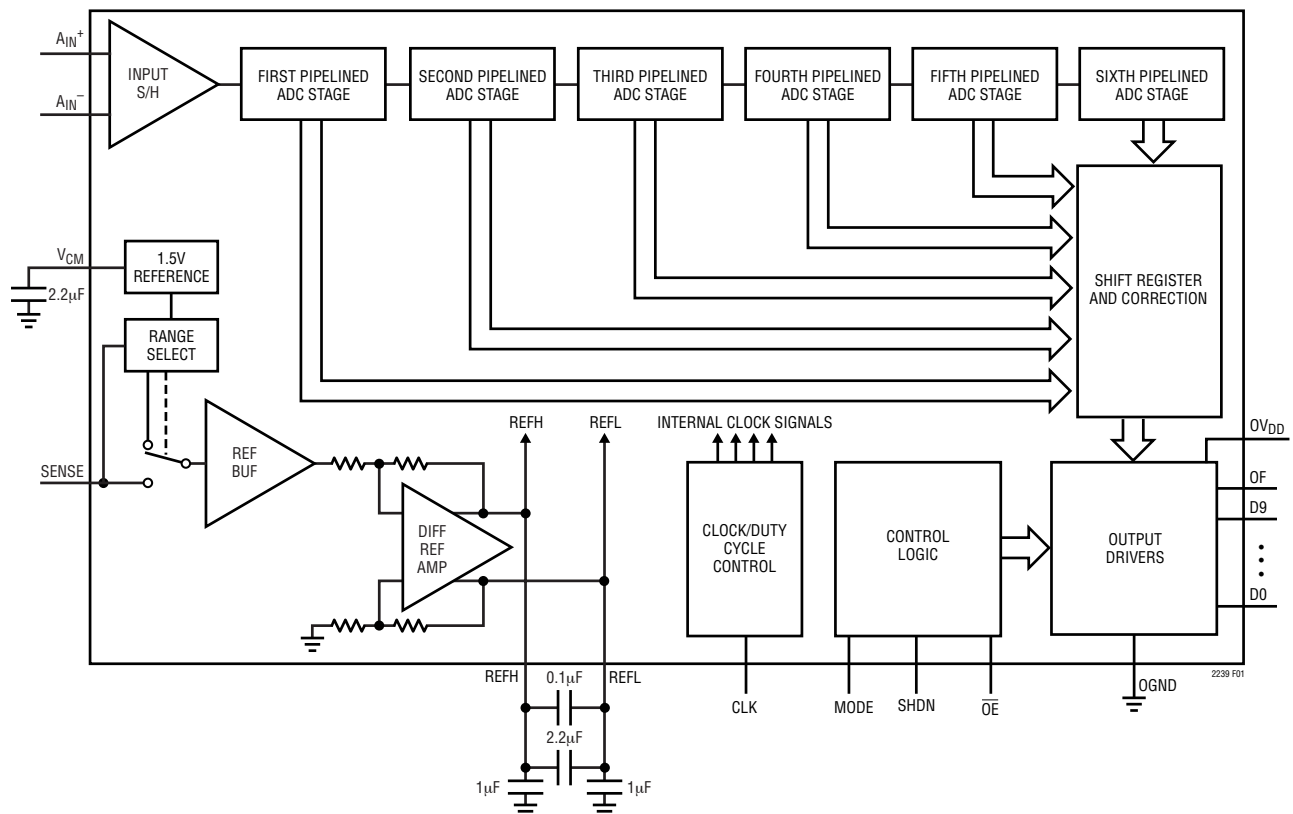 AIN+
AIN−
INPUT
S/H
FIRST PIPELINED
ADC STAGE
SECOND PIPELINED
ADC STAGE
THIRD PIPELINED
ADC STAGE
FOURTH PIPELINED
ADC STAGE
FIFTH PIPELINED
ADC STAGE
SIXTH PIPELINED
ADC STAGE
VCM
2.2µF
1.5V
REFERENCE
RANGE
SELECT
SHIFT REGISTER
AND CORRECTION
SENSE
REF
BUF
REFH
REFL
INTERNAL CLOCK SIGNALS
DIFF
REF
AMP
CLOCK/DUTY
CYCLE
CONTROL
CONTROL
LOGIC
OUTPUT
DRIVERS
OVDD
OF
D9
D0
REFH
0.1µF
REFL
2.2µF
1µF
1µF
CLK
MODE
SHDN
O̅E̅
OGND
2239 F01